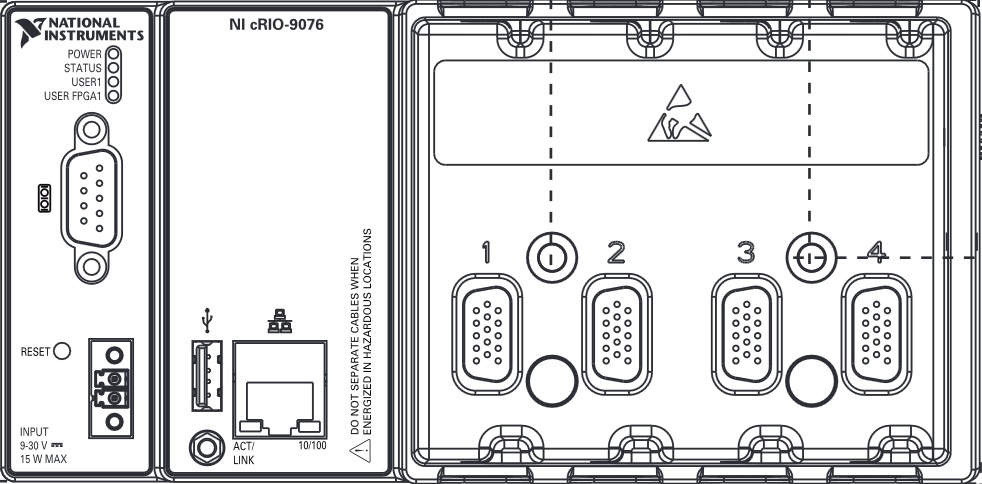 NATIONAL
INSTRUMENTS
POWER
STATUS
USER1
USER FPGA1
RESET
INPUT
9-30 V ⎓
15 W MAX
NI cRIO-9076
ACT/
LINK
10/100
DO NOT SEPARATE CABLES WHEN
ENERGIZED IN HAZARDOUS LOCATIONS
1 2 3 4